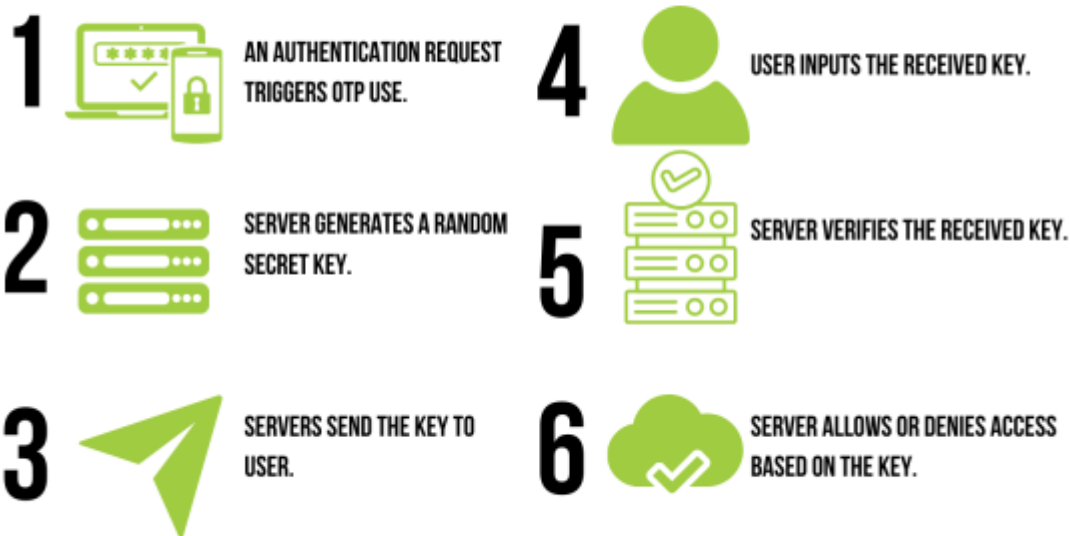 1
AN AUTHENTICATION REQUEST
TRIGGERS OTP USE.
2
SERVER GENERATES A RANDOM
SECRET KEY.
3
SERVERS SEND THE KEY TO
USER.
4
USER INPUTS THE RECEIVED KEY.
5
SERVER VERIFIES THE RECEIVED KEY.
6
SERVER ALLOWS OR DENIES ACCESS
BASED ON THE KEY.